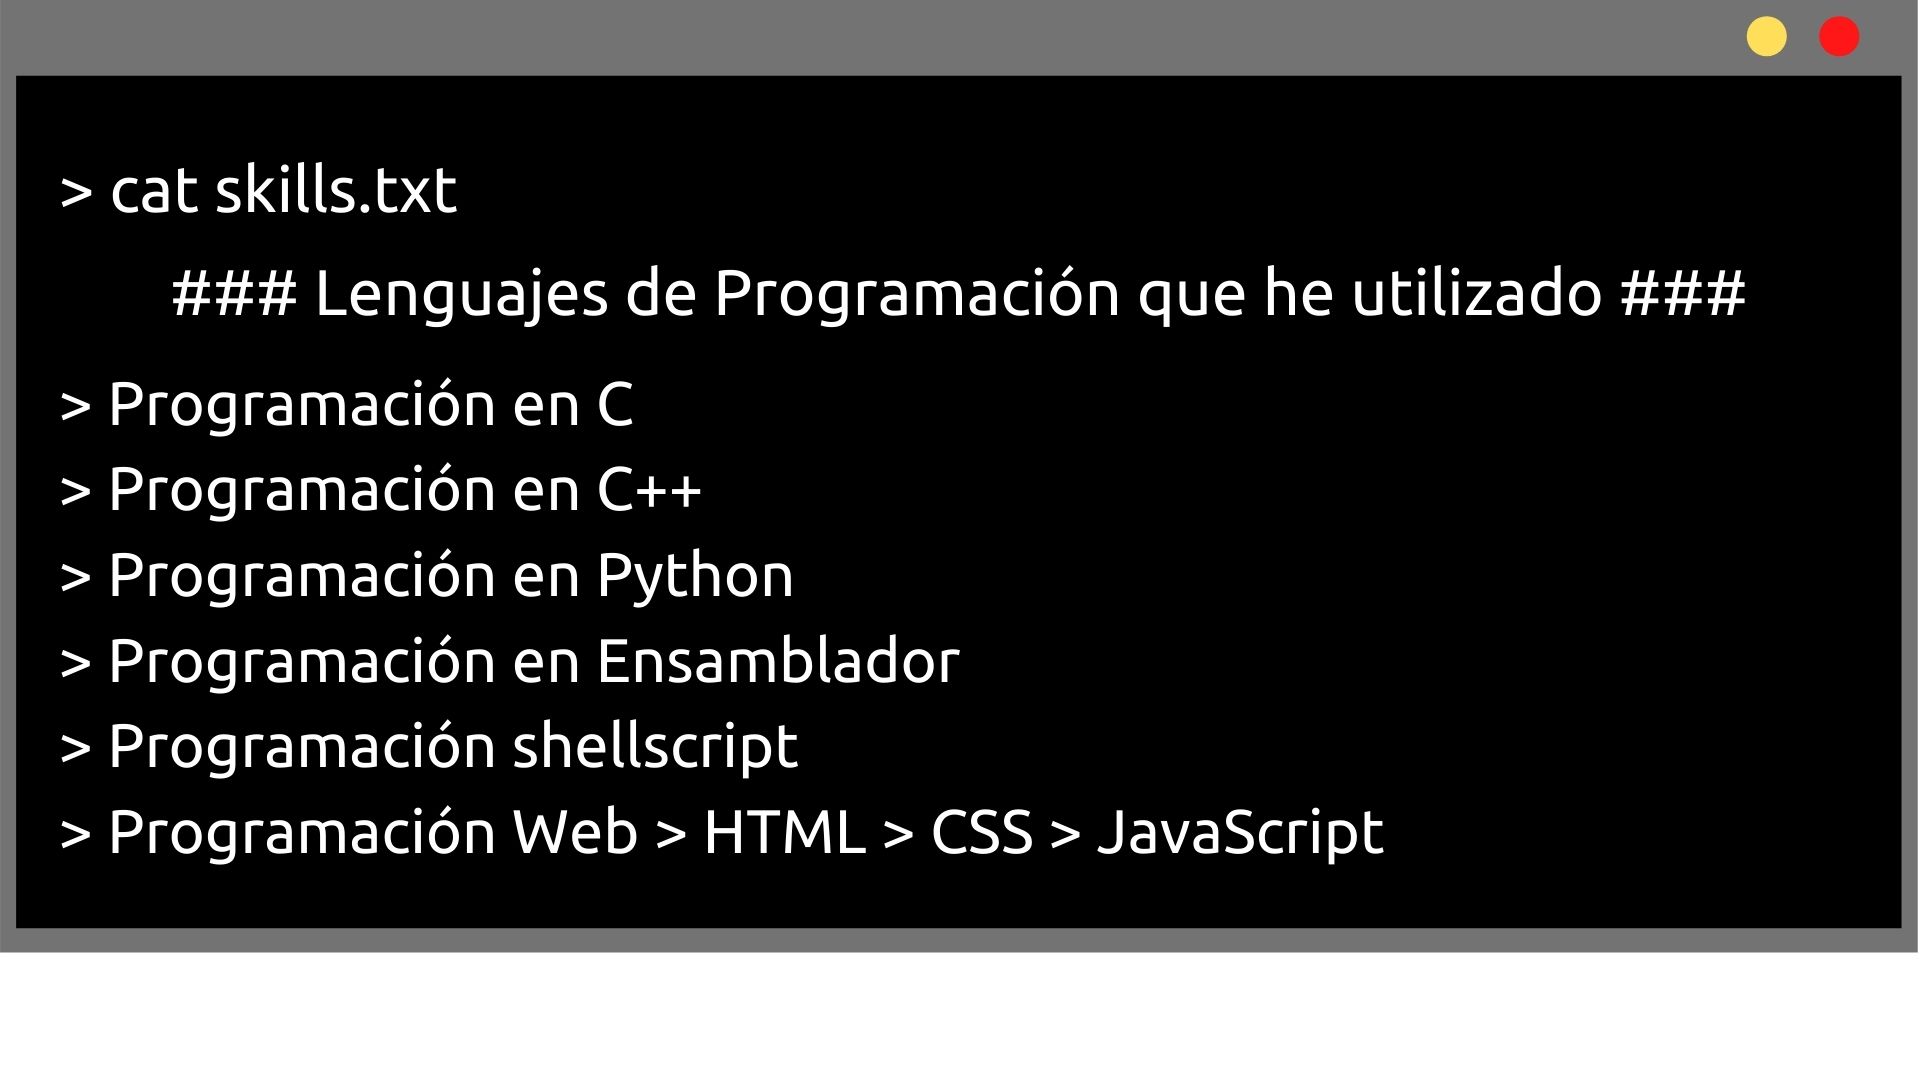 > cat skills.txt
### Lenguajes de Programación que he utilizado ###
> Programación en C
> Programación en C++
> Programación en Python
> Programación en Ensamblador
> Programación shellscript
> Programación Web > HTML > CSS > JavaScript